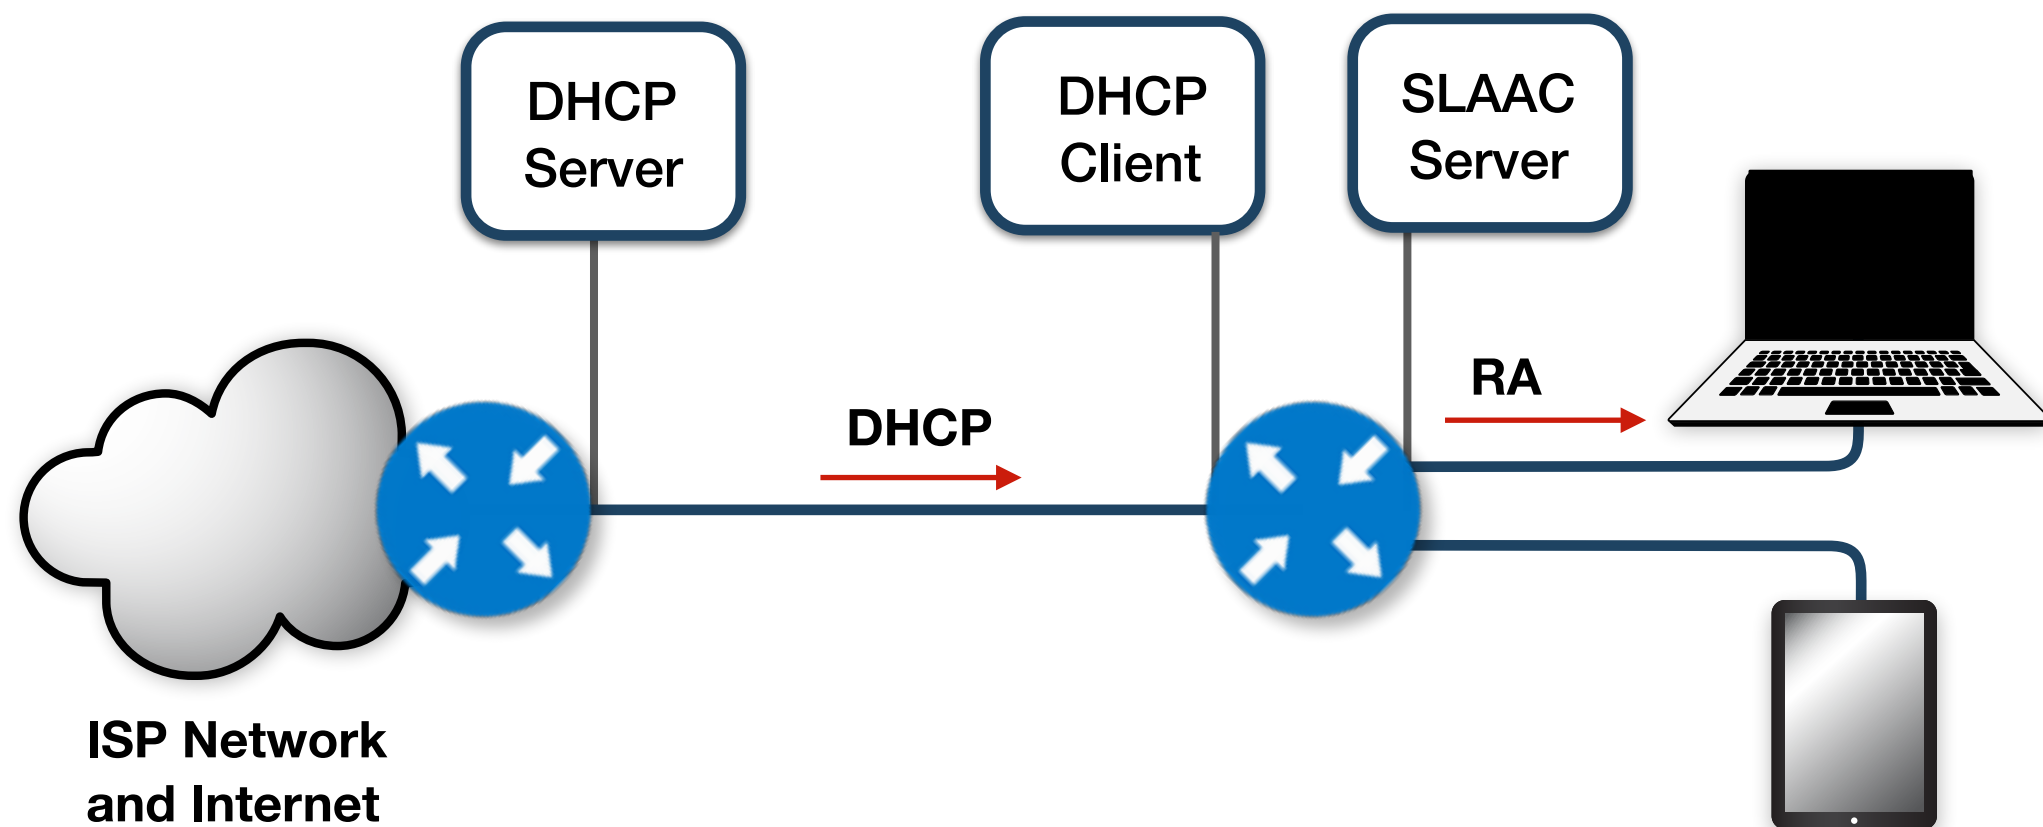 DHCP
Server
DHCP
Client
SLAAC
Server
RA
DHCP
ISP Network
and Internet